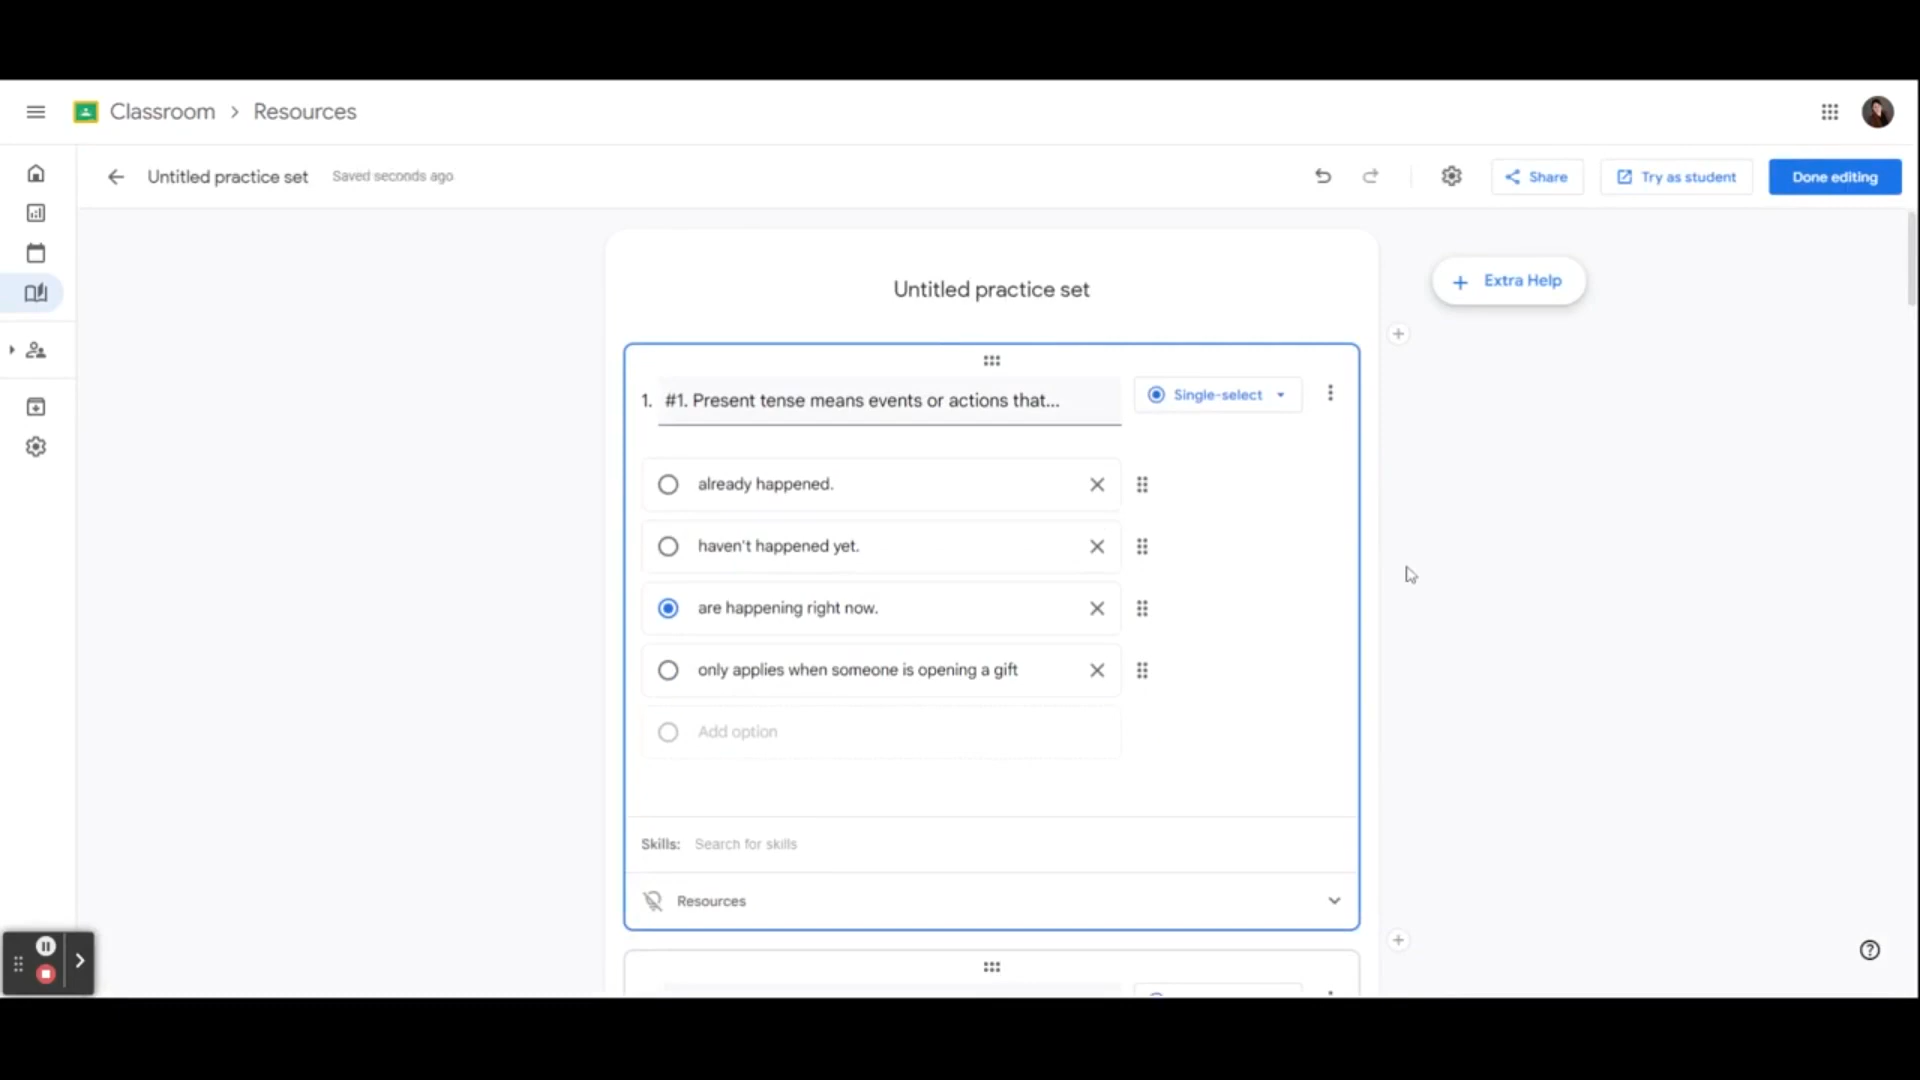 Classroom > Resources
Untitled practice set Saved seconds ago Share Try as student Done editing
Untitled practice set
+ Extra Help
1. #1. Present tense means events or actions that... Single-select
already happened.
haven't happened yet.
are happening right now.
only applies when someone is opening a gift
Add option
Skills: Search for skills
Resources